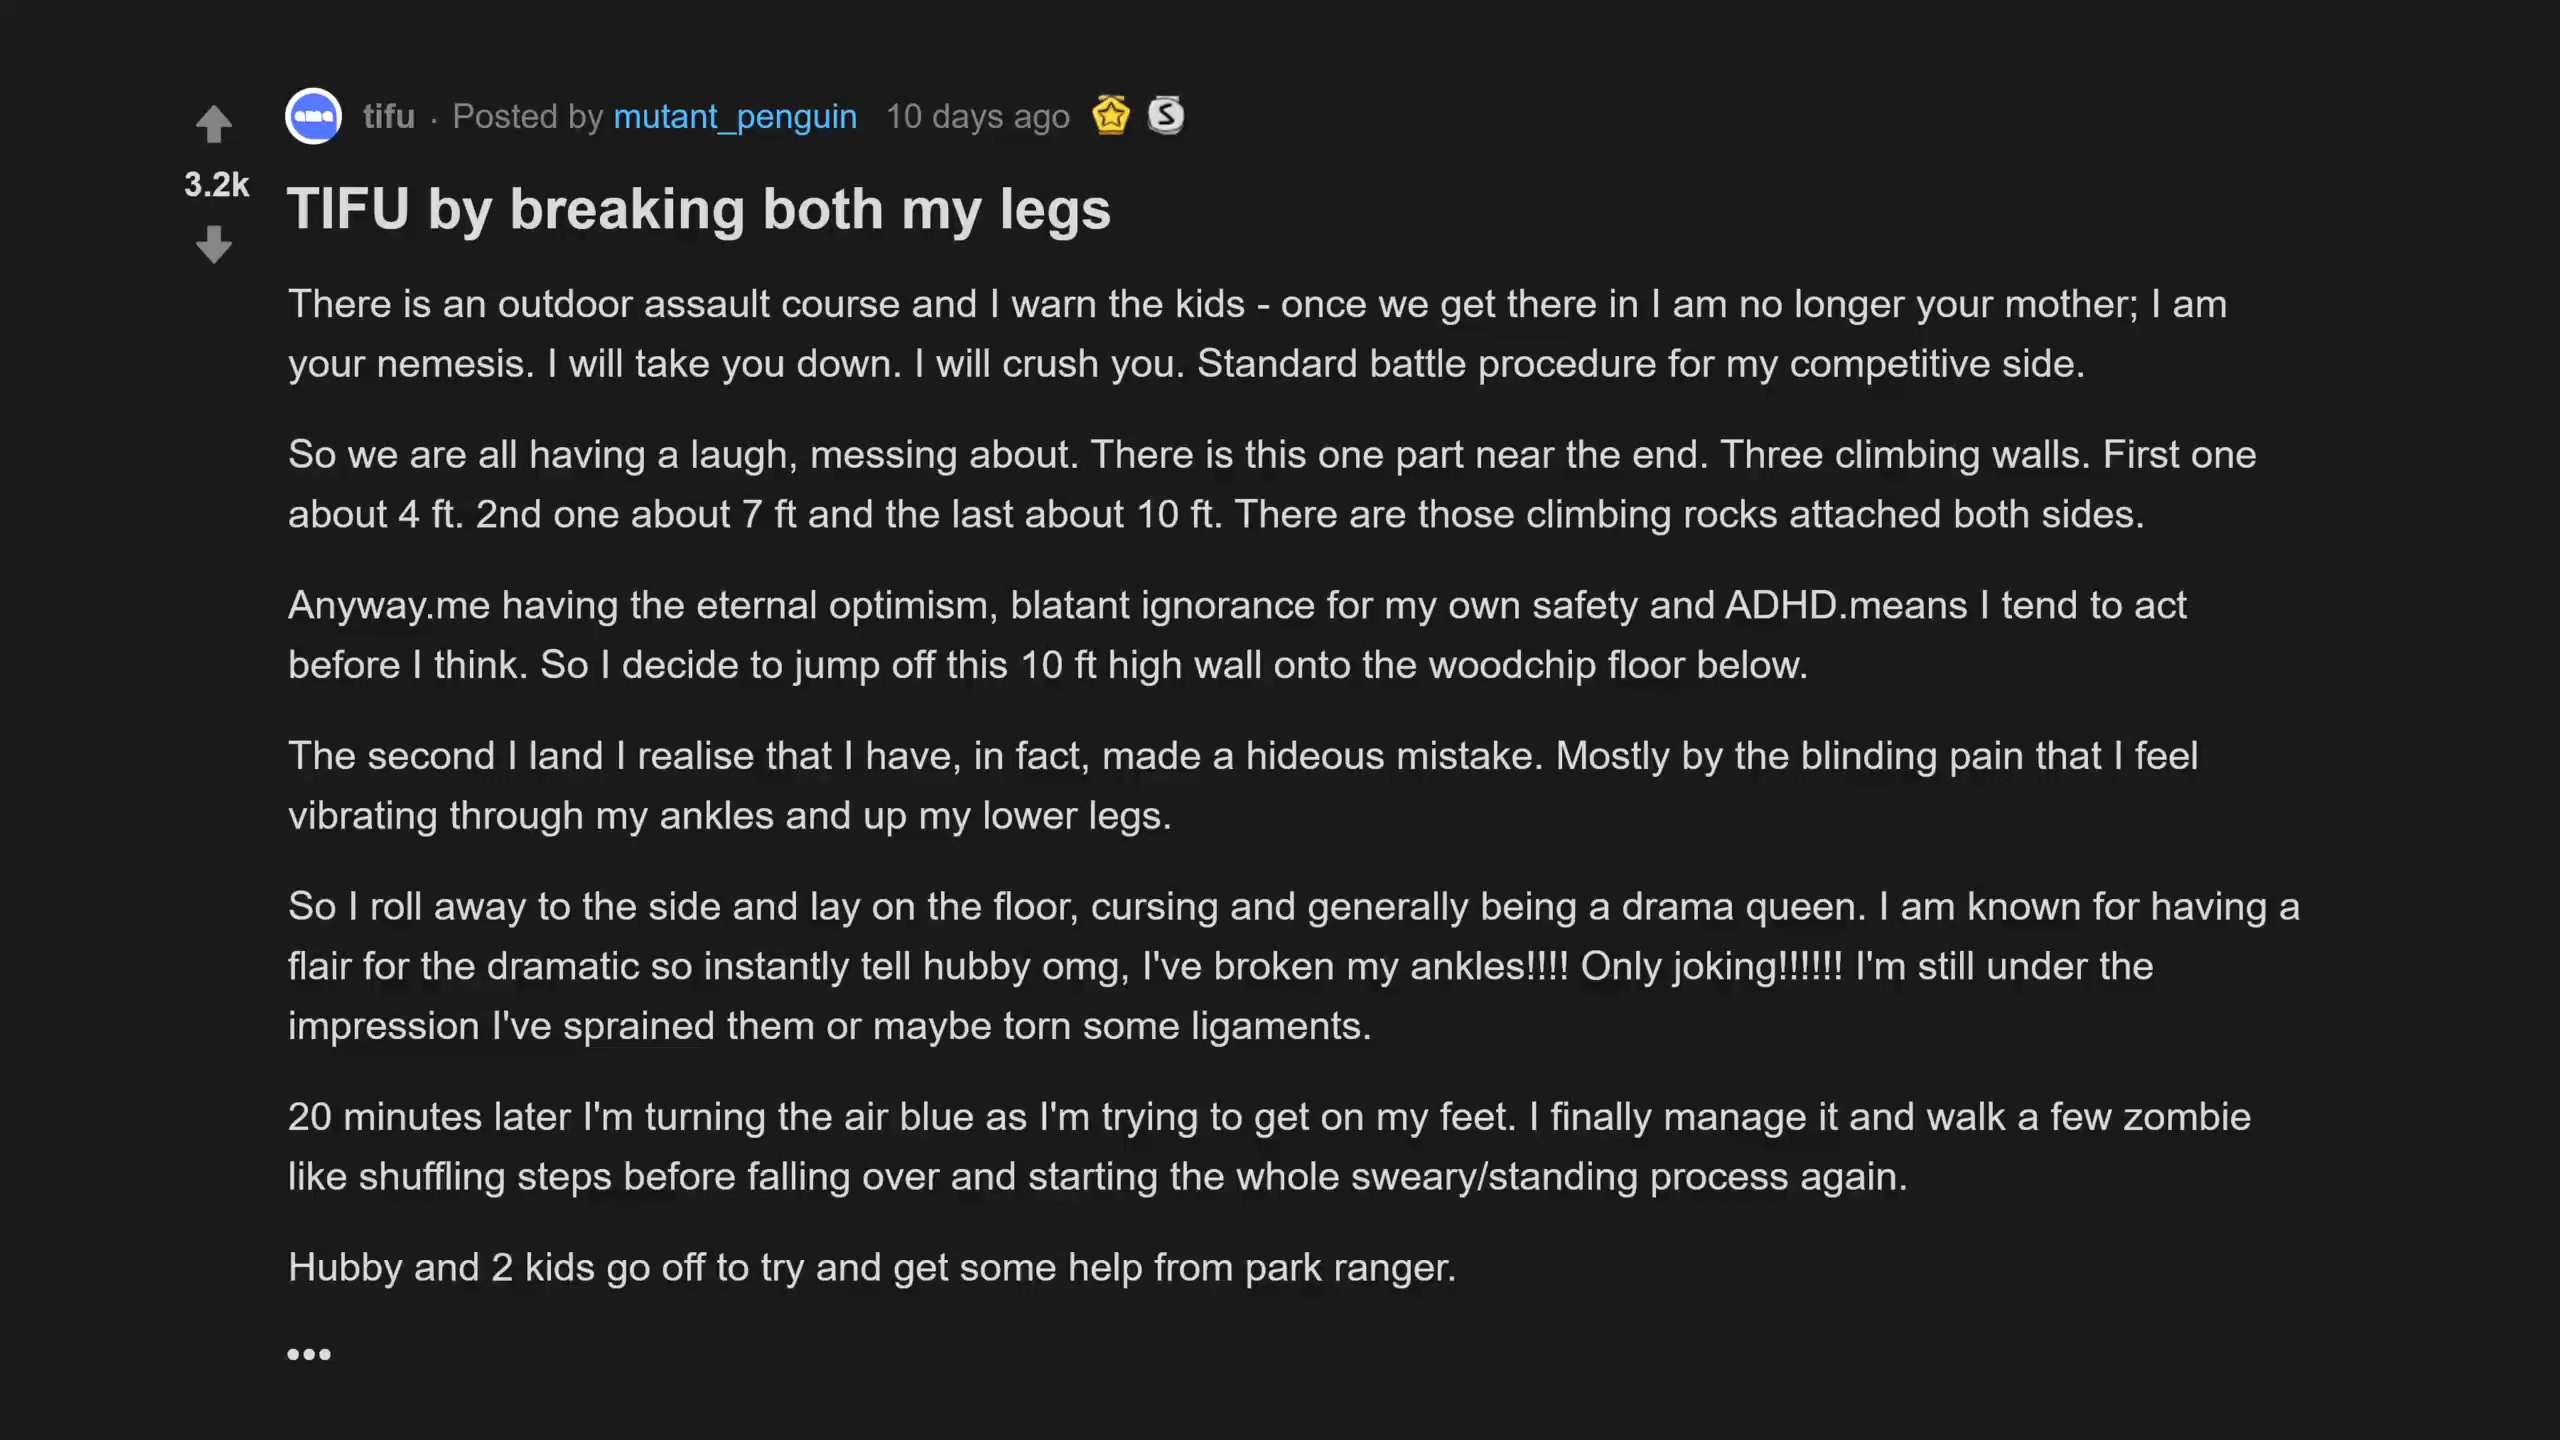 ama tifu · Posted by mutant_penguin 10 days ago S
3.2k
TIFU by breaking both my legs
There is an outdoor assault course and I warn the kids - once we get there in I am no longer your mother; I am
your nemesis. I will take you down. I will crush you. Standard battle procedure for my competitive side.
So we are all having a laugh, messing about. There is this one part near the end. Three climbing walls. First one
about 4 ft. 2nd one about 7 ft and the last about 10 ft. There are those climbing rocks attached both sides.
Anyway.me having the eternal optimism, blatant ignorance for my own safety and ADHD.means I tend to act
before I think. So I decide to jump off this 10 ft high wall onto the woodchip floor below.
The second I land I realise that I have, in fact, made a hideous mistake. Mostly by the blinding pain that I feel
vibrating through my ankles and up my lower legs.
So I roll away to the side and lay on the floor, cursing and generally being a drama queen. I am known for having a
flair for the dramatic so instantly tell hubby omg, I've broken my ankles!!!! Only joking!!!!!! I'm still under the
impression I've sprained them or maybe torn some ligaments.
20 minutes later I'm turning the air blue as I'm trying to get on my feet. I finally manage it and walk a few zombie
like shuffling steps before falling over and starting the whole sweary/standing process again.
Hubby and 2 kids go off to try and get some help from park ranger.
•••